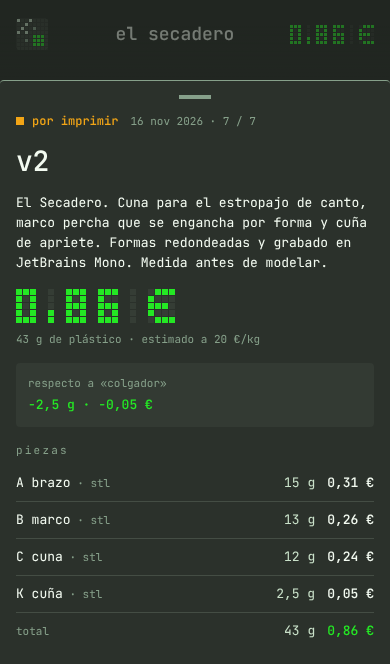 el secadero
0.86 €
por imprimir 16 nov 2026 · 7 / 7
v2
El Secadero. Cuna para el estropajo de canto,
marco percha que se engancha por forma y cuña
de apriete. Formas redondeadas y grabado en
JetBrains Mono. Medida antes de modelar.
0.86 €
43 g de plástico · estimado a 20 €/kg
respecto a «colgador»
-2,5 g · -0,05 €
piezas
A brazo · stl 15 g 0,31 €
B marco · stl 13 g 0,26 €
C cuna · stl 12 g 0,24 €
K cuña · stl 2,5 g 0,05 €
total 43 g 0,86 €